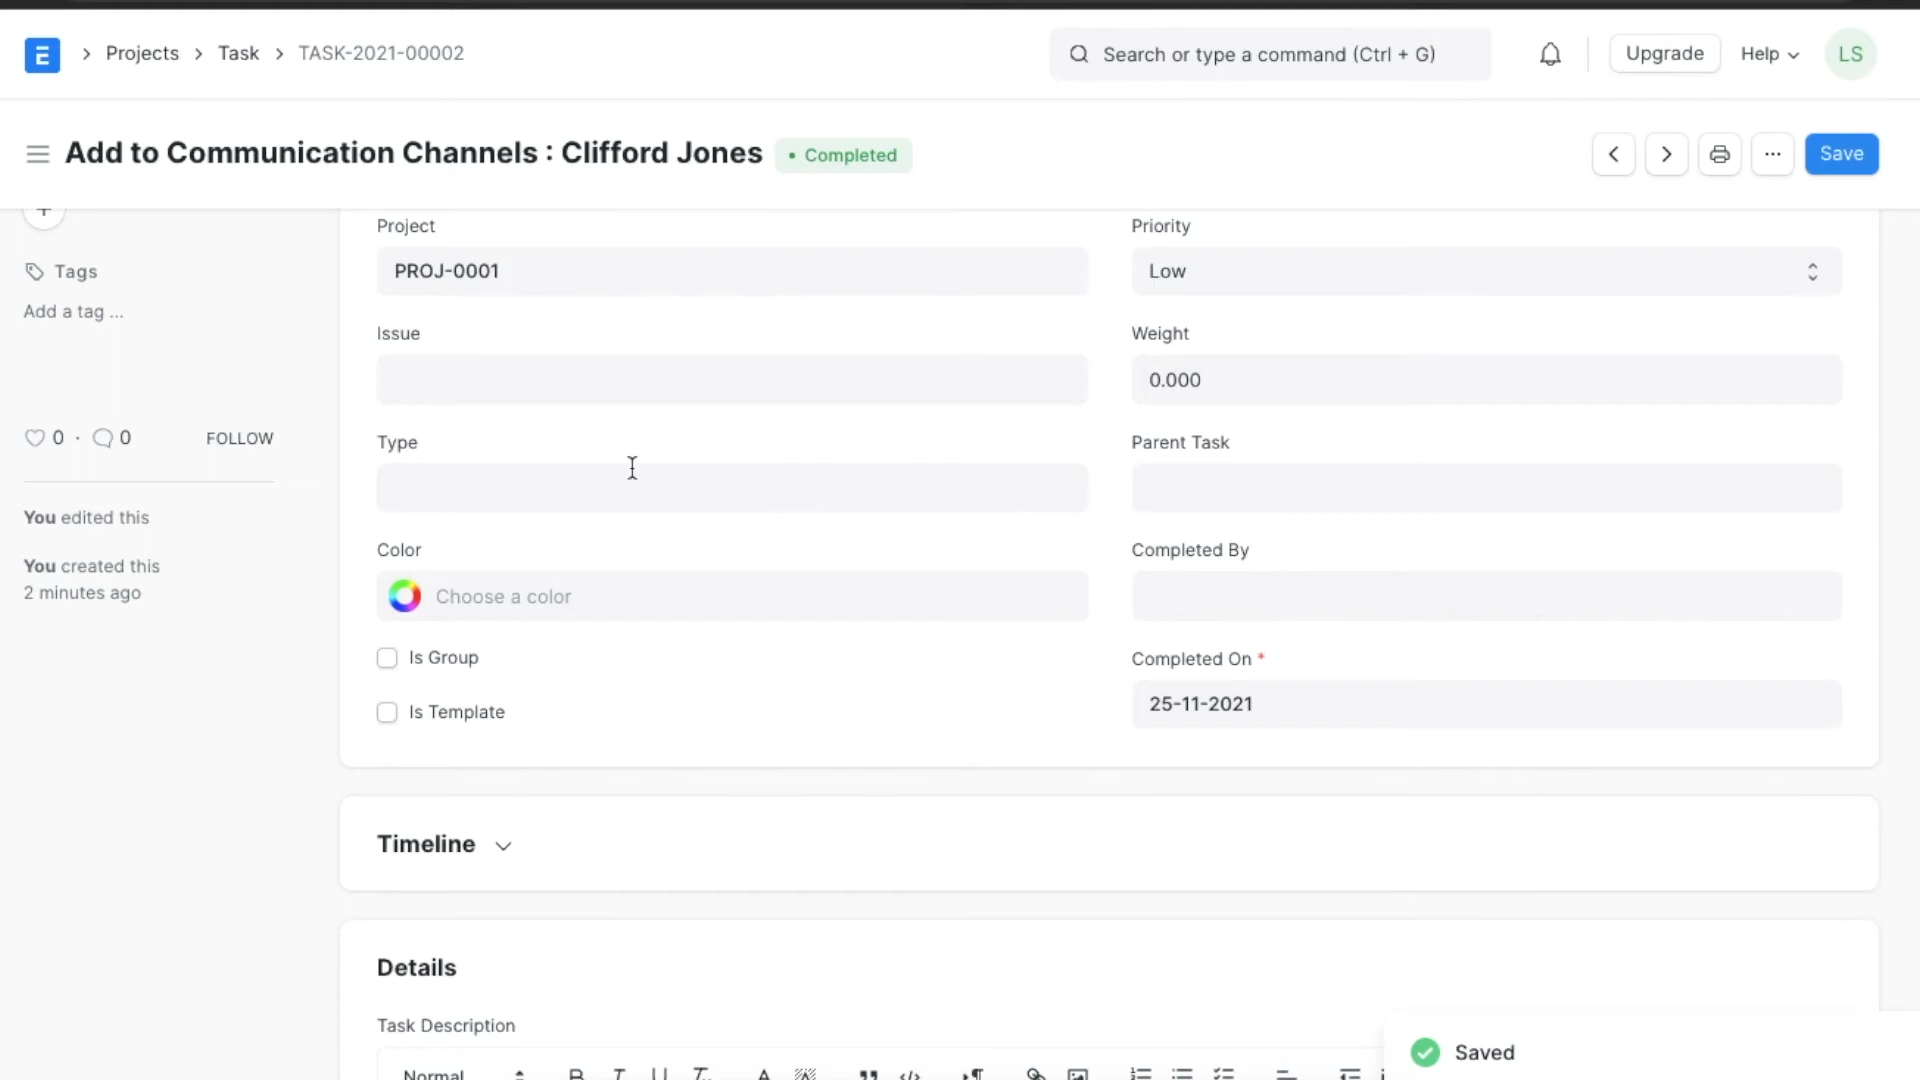 Projects > Task > TASK-2021-00002
Search or type a command (Ctrl + G)
Upgrade
Help
LS
Add to Communication Channels : Clifford Jones
• Completed
Save
Project
PROJ-0001
Priority
Low
Tags
Add a tag ...
Issue
Weight
0.000
0 · 0
FOLLOW
Type
Parent Task
You edited this
You created this
2 minutes ago
Color
Choose a color
Completed By
Is Group
Is Template
Completed On *
25-11-2021
Timeline
Details
Task Description
Normal
Saved